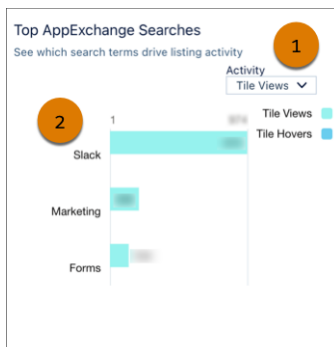 Top AppExchange Searches
See which search terms drive listing activity
1
Activity
Tile Views
2
1
Tile Views
Tile Hovers
Slack
Marketing
Forms